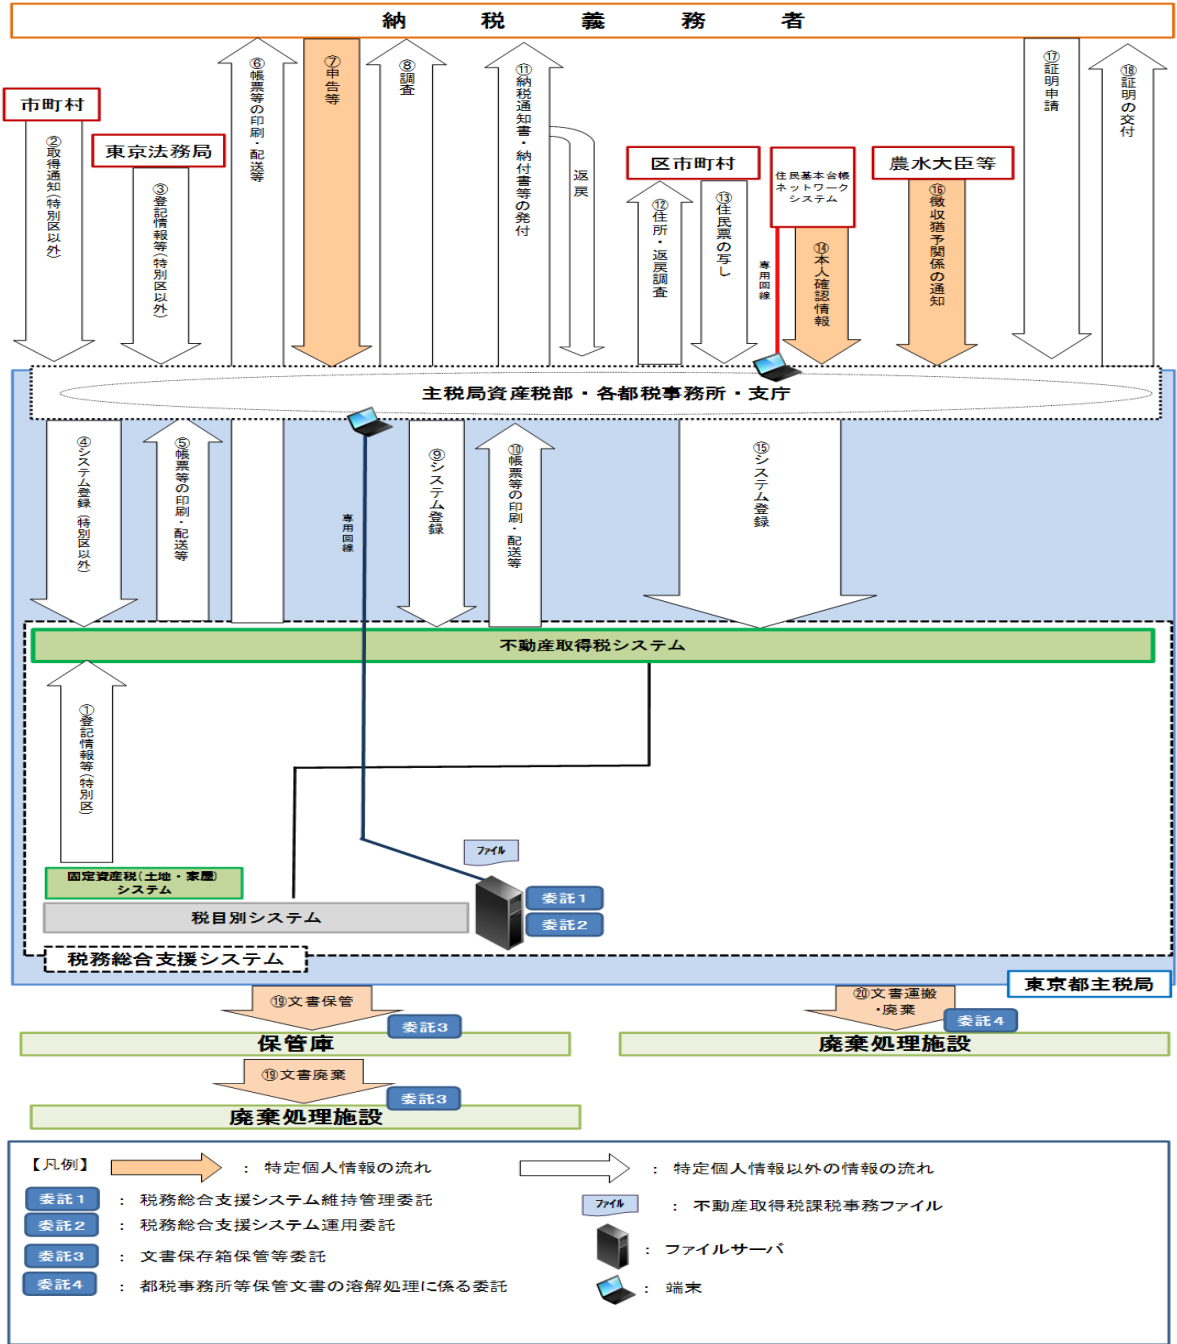 納税義務者
⑥帳票等の印刷・配送等
⑦申告等
⑧調査
⑪納税通知書・納付書等の発付
返戻
⑰証明申請
⑱証明の交付
市町村
②取得通知(特別区以外)
東京法務局
③登記情報等(特別区以外)
区市町村
⑫住所・返戻調査
⑬住民票の写し
住民基本台帳
ネットワーク
システム
専用回線
⑭本人確認情報
農水大臣等
⑯徴収猶予関係の通知
主税局資産税部・各都税事務所・支庁
④システム登録(特別区以外)
⑤帳票等の印刷・配送等
専用回線
⑨システム登録
⑩帳票等の印刷・配送等
⑮システム登録
不動産取得税システム
①登記情報等(特別区)
ファイル
固定資産税(土地・家屋)
システム
税目別システム
委託1
委託2
税務総合支援システム
東京都主税局
⑲文書保管
委託3
保管庫
⑲文書廃棄
委託3
廃棄処理施設
⑳文書運搬
・廃棄
委託4
廃棄処理施設
【凡例】
：特定個人情報の流れ
：特定個人情報以外の情報の流れ
委託1：税務総合支援システム維持管理委託
委託2：税務総合支援システム運用委託
委託3：文書保存箱保管等委託
委託4：都税事務所等保管文書の溶解処理に係る委託
ファイル：不動産取得税課税事務ファイル
：ファイルサーバ
：端末